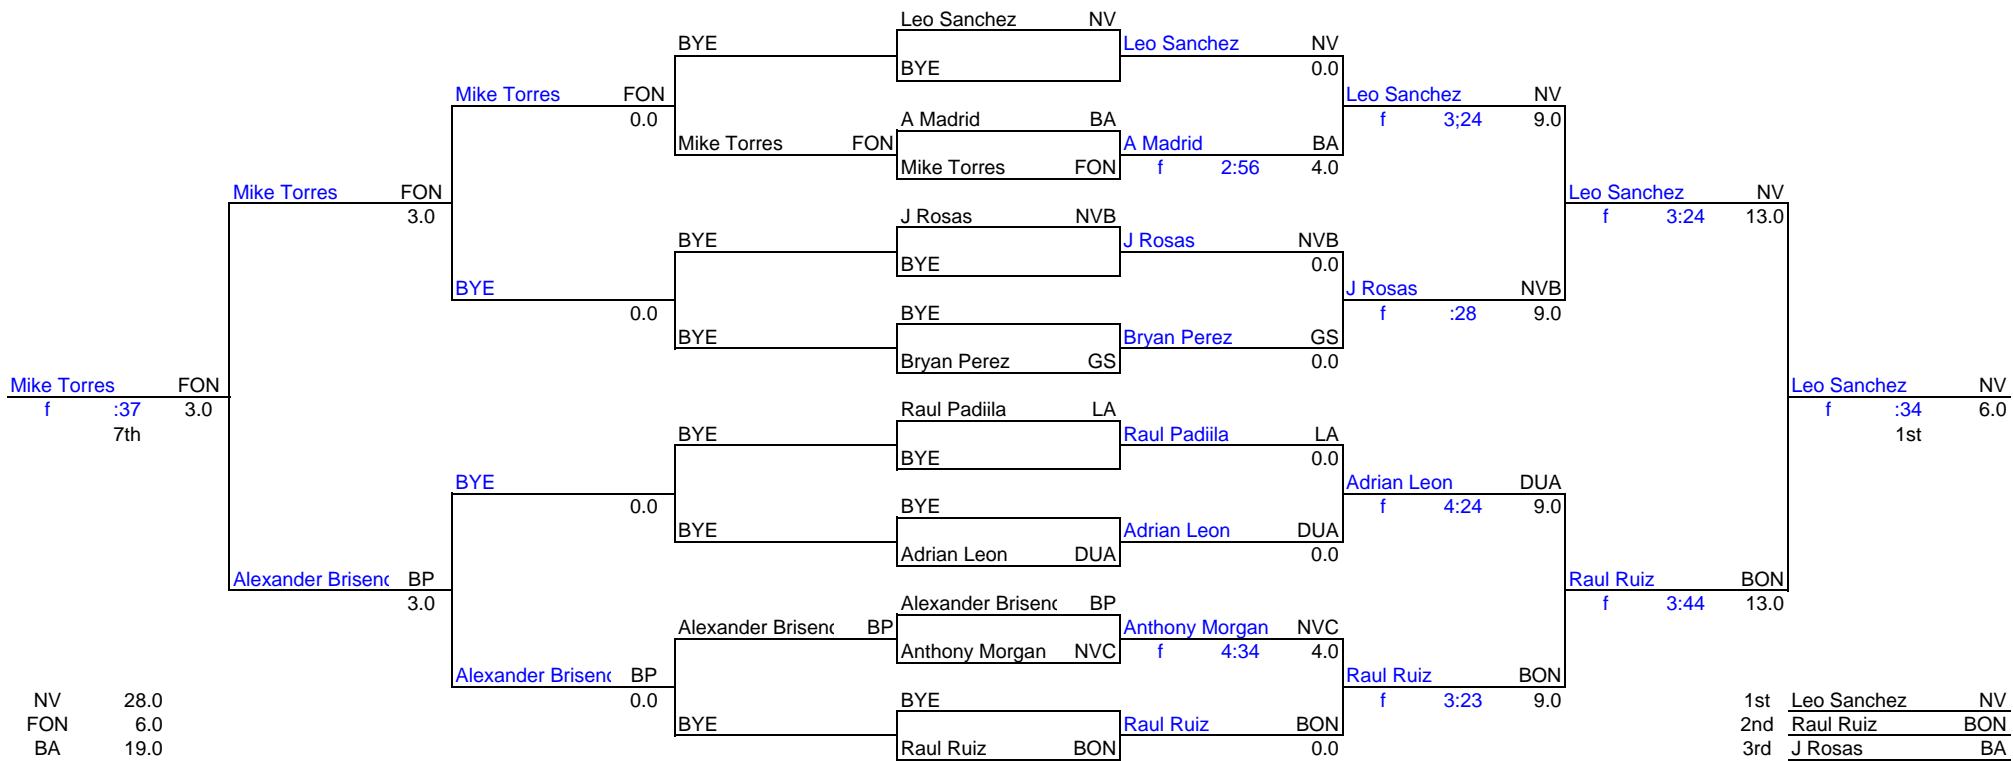 Leo Sanchez NV
BYE Leo Sanchez NV
BYE 0.0
Mike Torres FON Leo Sanchez NV
0.0 A Madrid BA f 3;24 9.0
Mike Torres FON A Madrid BA
Mike Torres FON f 2:56 4.0
Mike Torres FON Leo Sanchez NV
3.0 J Rosas NVB f 3:24 13.0
BYE J Rosas NVB
BYE 0.0
BYE J Rosas NVB
0.0 BYE f :28 9.0
BYE Bryan Perez GS
Bryan Perez GS 0.0
Mike Torres FON Leo Sanchez NV
f :37 3.0 Raul Padiila LA f :34 6.0
7th BYE Raul Padiila LA 1st
BYE 0.0
BYE Adrian Leon DUA
0.0 BYE f 4:24 9.0
BYE Adrian Leon DUA
Adrian Leon DUA 0.0
Alexander Brisenc BP Raul Ruiz BON
3.0 Alexander Brisenc BP f 3:44 13.0
Alexander Brisenc BP Anthony Morgan NVC
Anthony Morgan NVC f 4:34 4.0
Alexander Brisenc BP Raul Ruiz BON
NV 28.0 0.0 BYE f 3:23 9.0 1st Leo Sanchez NV
FON 6.0 BYE Raul Ruiz BON 2nd Raul Ruiz BON
BA 19.0 Raul Ruiz BON 0.0 3rd J Rosas BA